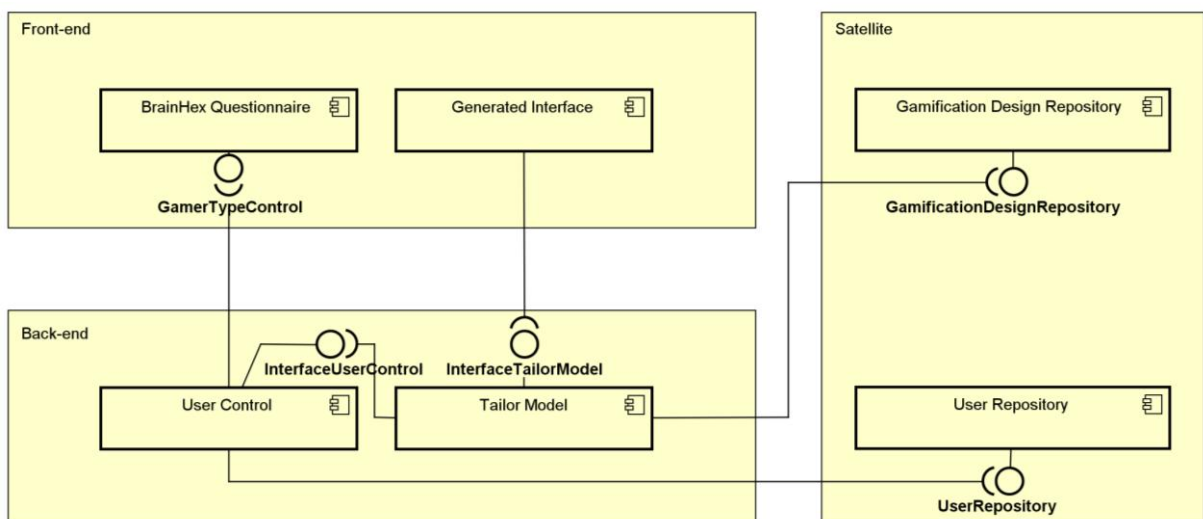 Front-end
Satellite
BrainHex Questionnaire
Generated Interface
Gamification Design Repository
GamerTypeControl
GamificationDesignRepository
Back-end
InterfaceUserControl
InterfaceTailorModel
User Control
Tailor Model
User Repository
UserRepository